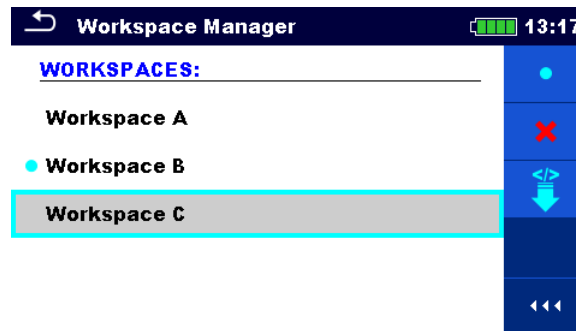 Workspace Manager 13:17
WORKSPACES:
Workspace A
Workspace B
Workspace C
</>